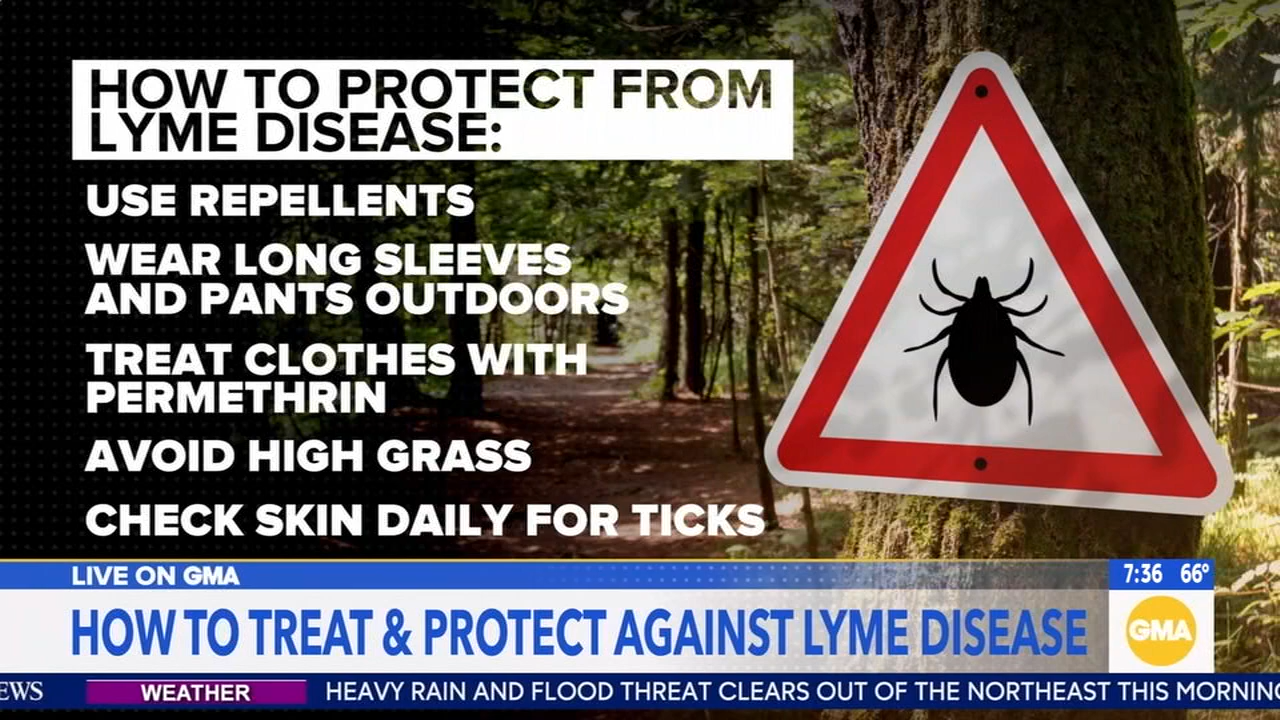 HOW TO PROTECT FROM
LYME DISEASE:
USE REPELLENTS
WEAR LONG SLEEVES
AND PANTS OUTDOORS
TREAT CLOTHES WITH
PERMETHRIN
AVOID HIGH GRASS
CHECK SKIN DAILY FOR TICKS
LIVE ON GMA
7:36 66°
HOW TO TREAT & PROTECT AGAINST LYME DISEASE
GMA
EWS WEATHER HEAVY RAIN AND FLOOD THREAT CLEARS OUT OF THE NORTHEAST THIS MORNING